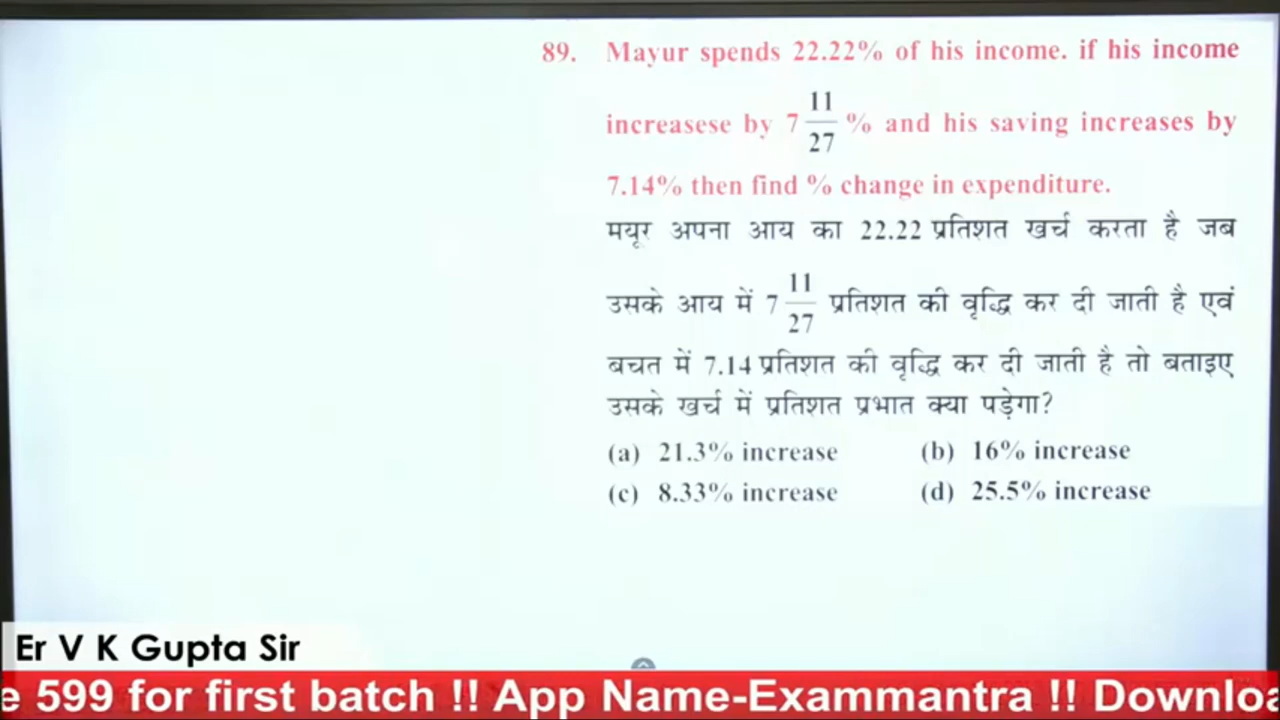 89. Mayur spends 22.22% of his income. if his income
increasese by 7 11/27 % and his saving increases by
7.14% then find % change in expenditure.
मयूर अपना आय का 22.22 प्रतिशत खर्च करता है जब
उसके आय में 7 11/27 प्रतिशत की वृद्धि कर दी जाती है एवं
बचत में 7.14 प्रतिशत की वृद्धि कर दी जाती है तो बताइए
उसके खर्च में प्रतिशत प्रभात क्या पड़ेगा?
(a) 21.3% increase (b) 16% increase
(c) 8.33% increase (d) 25.5% increase
Er V K Gupta Sir
e 599 for first batch !! App Name-Exammantra !! Downloa